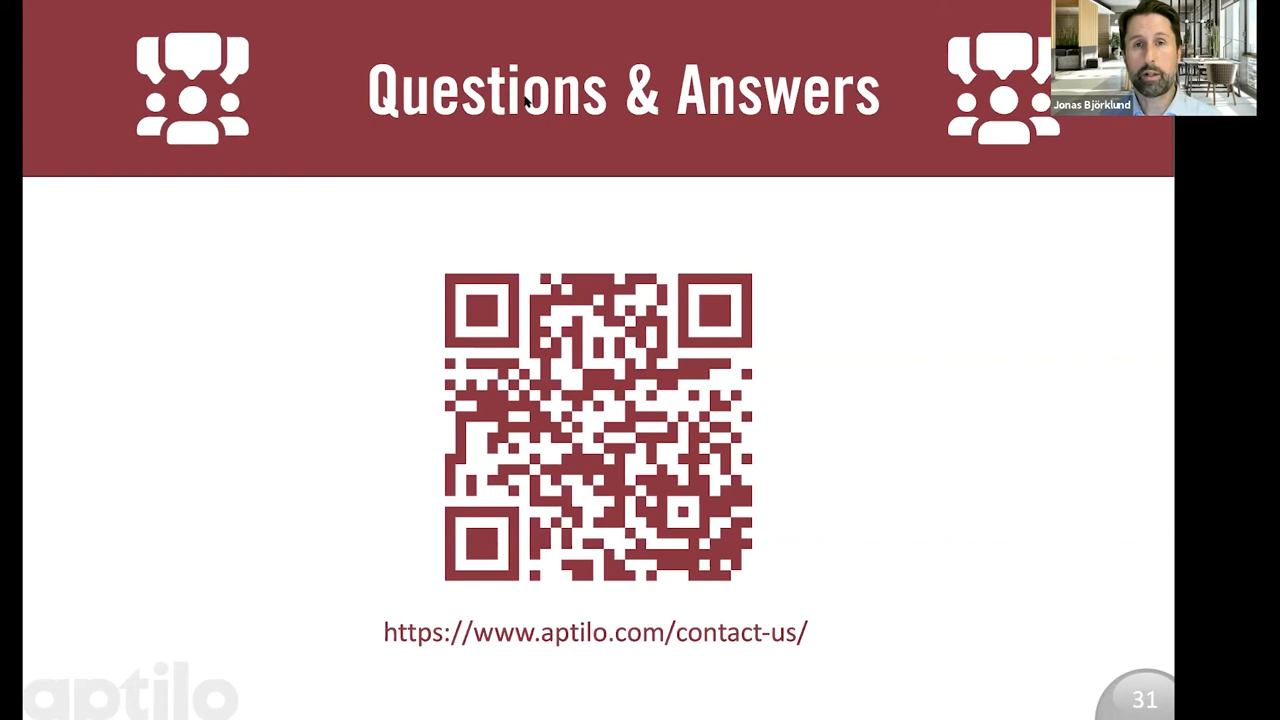 Questions & Answers
Jonas Björklund
https://www.aptilo.com/contact-us/
aptilo
31